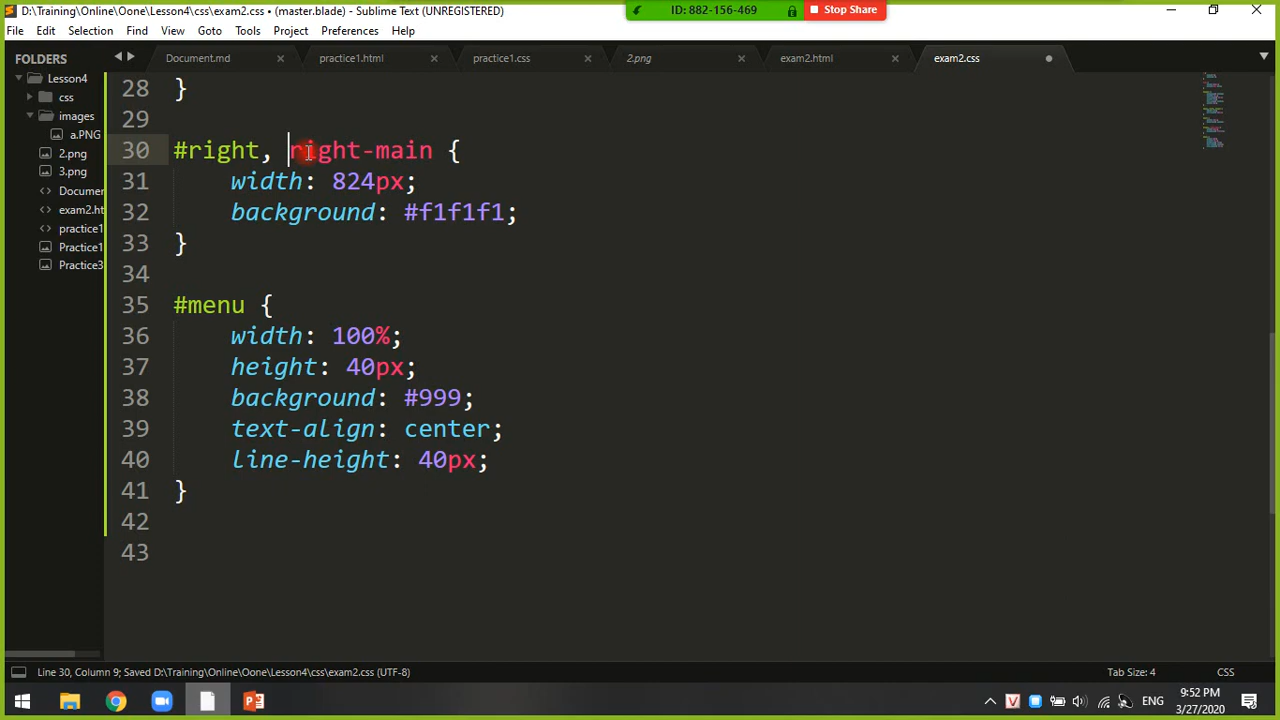 D:\Training\Online\Oone\Lesson4\css\exam2.css • (master.blade) - Sublime Text (UNREGISTERED)
ID: 882-156-469
Stop Share
File Edit Selection Find View Goto Tools Project Preferences Help
FOLDERS
Lesson4
css
images
a.PNG
2.png
3.png
Documen
exam2.ht
practice1
Practice1
Practice3
Document.md
practice1.html
practice1.css
2.png
exam2.html
exam2.css
28 }
29
30 #right, right-main {
31 width: 824px;
32 background: #f1f1f1;
33 }
34
35 #menu {
36 width: 100%;
37 height: 40px;
38 background: #999;
39 text-align: center;
40 line-height: 40px;
41 }
42
43
Line 30, Column 9; Saved D:\Training\Online\Oone\Lesson4\css\exam2.css (UTF-8)
Tab Size: 4
CSS
ENG
9:52 PM
3/27/2020